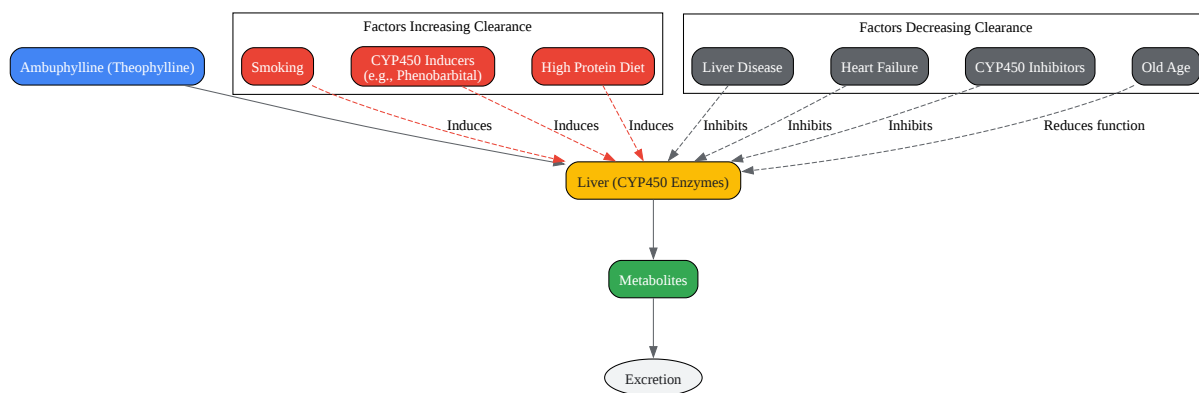 Factors Increasing Clearance
Factors Decreasing Clearance
Ambuphylline (Theophylline)
Smoking
CYP450 Inducers
(e.g., Phenobarbital)
High Protein Diet
Liver Disease
Heart Failure
CYP450 Inhibitors
Old Age
Induces
Induces
Induces
Inhibits
Inhibits
Inhibits
Reduces function
Liver (CYP450 Enzymes)
Metabolites
Excretion